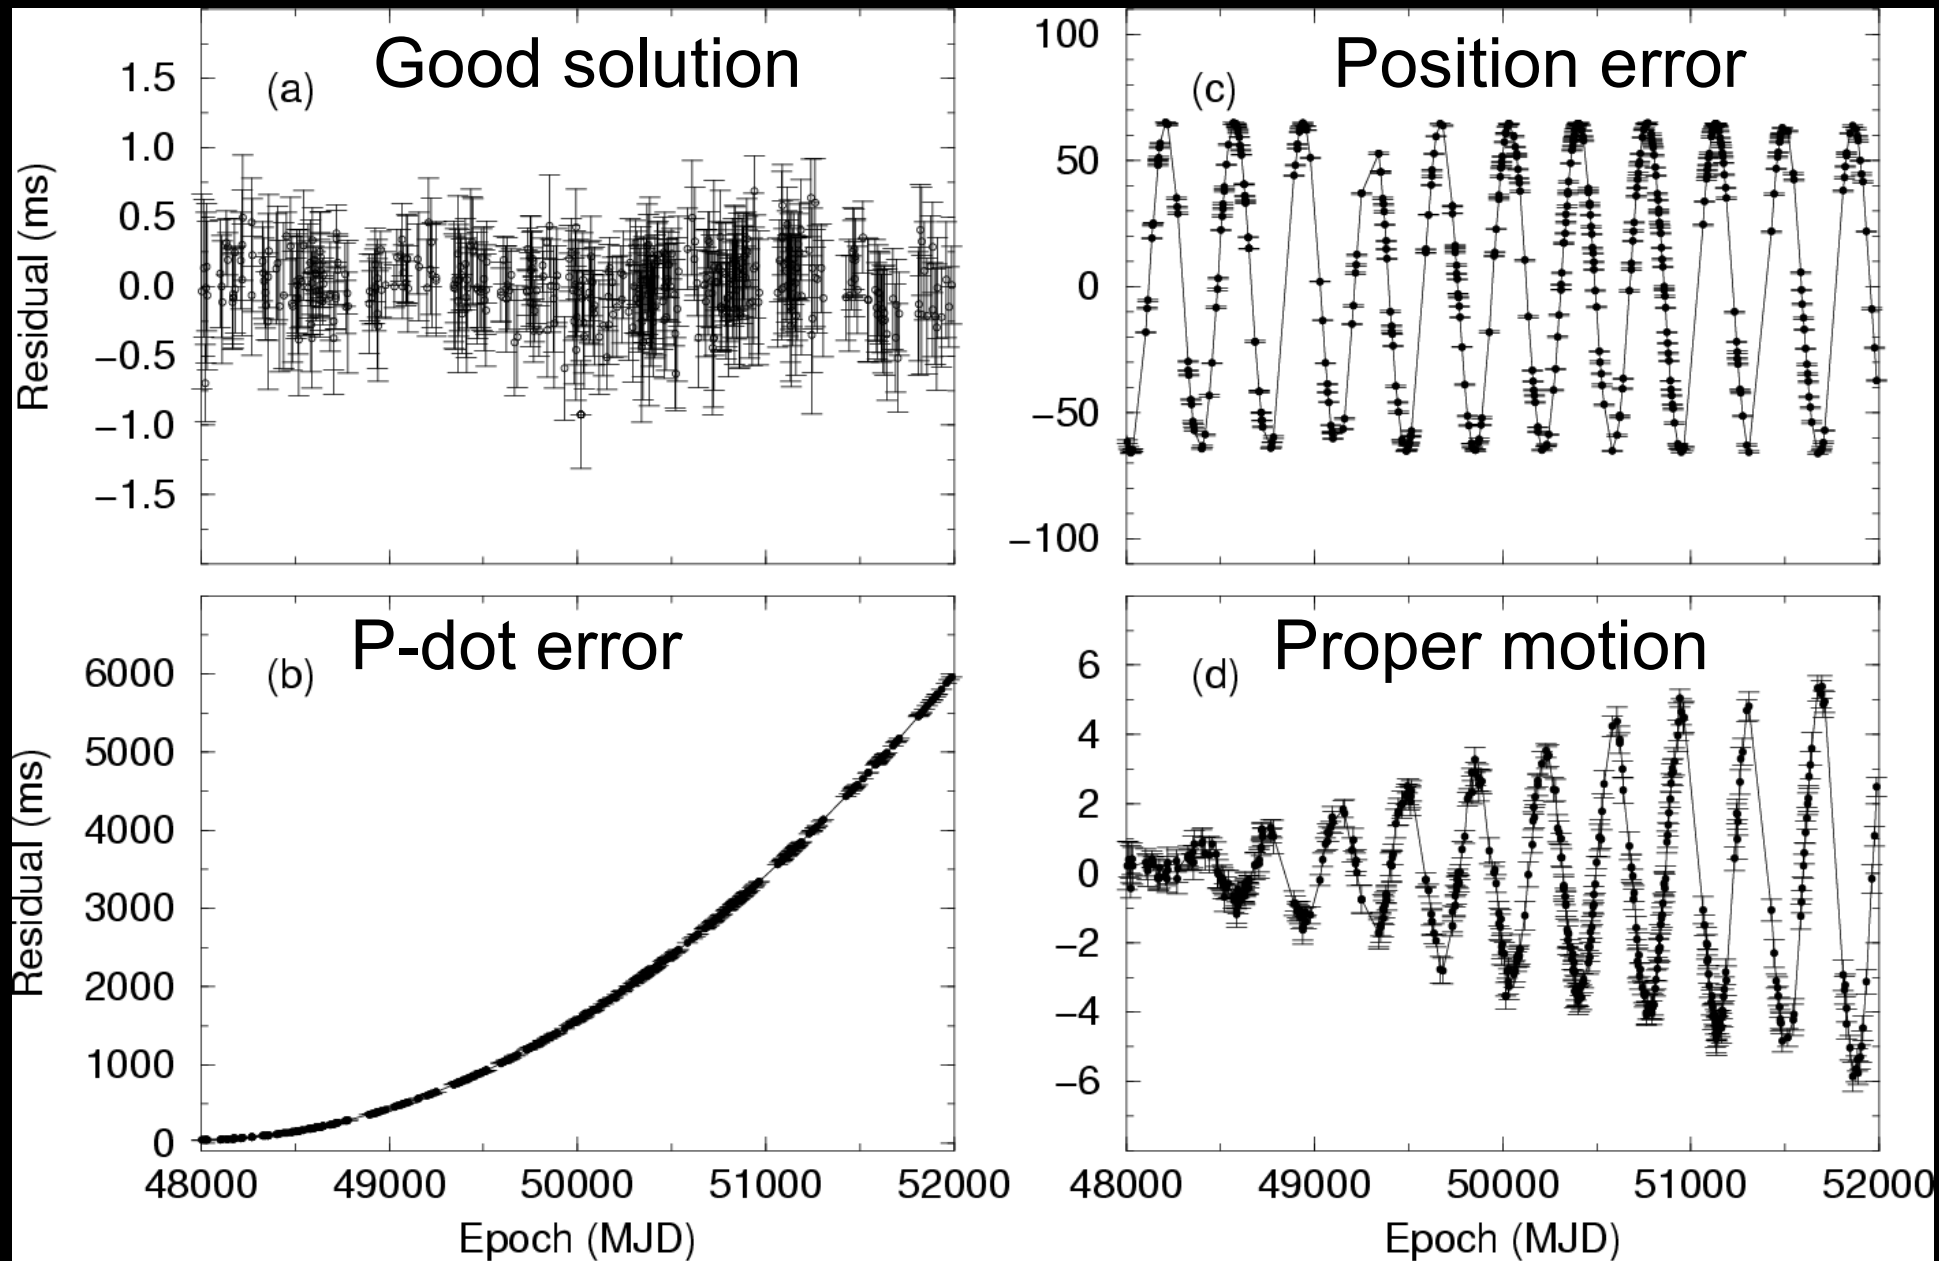 Good solution
(a)
1.5
1.0
0.5
0.0
−0.5
−1.0
−1.5
Residual (ms)
Position error
(c)
100
50
0
−50
−100
P-dot error
(b)
6000
5000
4000
3000
2000
1000
0
Residual (ms)
48000 49000 50000 51000 52000
Epoch (MJD)
Proper motion
(d)
6
4
2
0
−2
−4
−6
48000 49000 50000 51000 52000
Epoch (MJD)